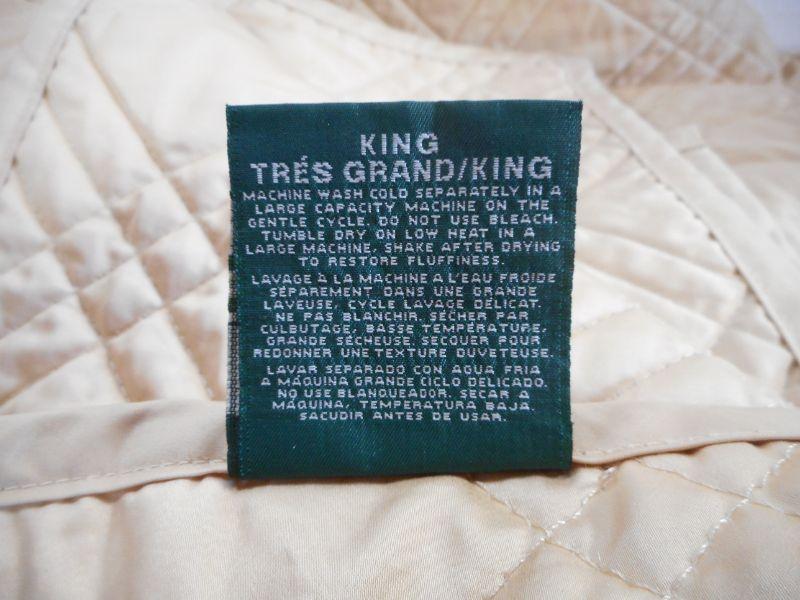 KING
TRÉS GRAND/KING
MACHINE WASH COLD SEPARATELY IN A
LARGE CAPACITY MACHINE ON THE
GENTLE CYCLE. DO NOT USE BLEACH.
TUMBLE DRY ON LOW HEAT IN A
LARGE MACHINE. SHAKE AFTER DRYING
TO RESTORE FLUFFINESS.
LAVAGE À LA MACHINE A L'EAU FROIDE
SÉPAREMENT DANS UNE GRANDE
LAVEUSE, CYCLE LAVAGE DÉLICAT.
NE PAS BLANCHIR. SÉCHER PAR
CULBUTAGE, BASSE TEMPÉRATURE,
GRANDE SÉCHEUSE. SECOUER POUR
REDONNER UNE TEXTURE DUVETEUSE.
LAVAR SEPARADO CON AGUA FRIA
A MÁQUINA GRANDE CICLO DELICADO.
NO USE BLANQUEADOR. SECAR A
MÁQUINA, TEMPERATURA BAJA.
SACUDIR ANTES DE USAR.